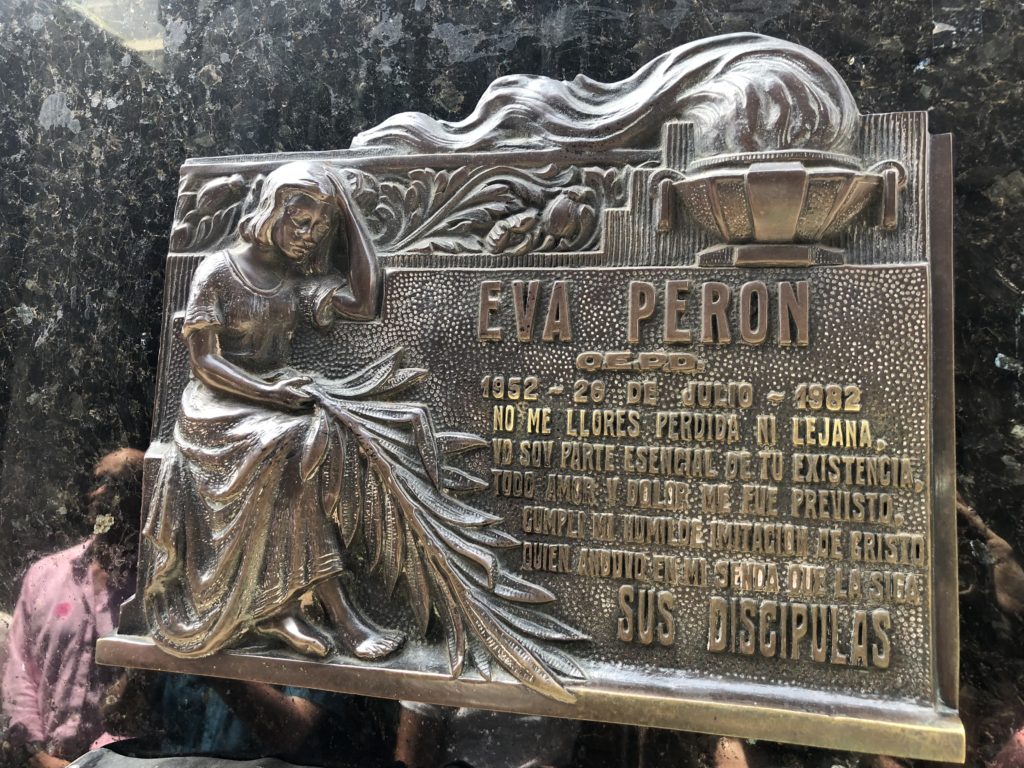 EVA PERON
Q.E.P.D.
1952 - 26 DE JULIO - 1982
NO ME LLORES PERDIDA NI LEJANA,
YO SOY PARTE ESENCIAL DE TU EXISTENCIA,
TODO AMOR Y DOLOR ME FUE PREVISTO,
CUMPLI MI HUMILDE IMITACION DE CRISTO
QUIEN ANDUVO EN MI SENDA QUE LA SIGA
SUS DISCIPULAS